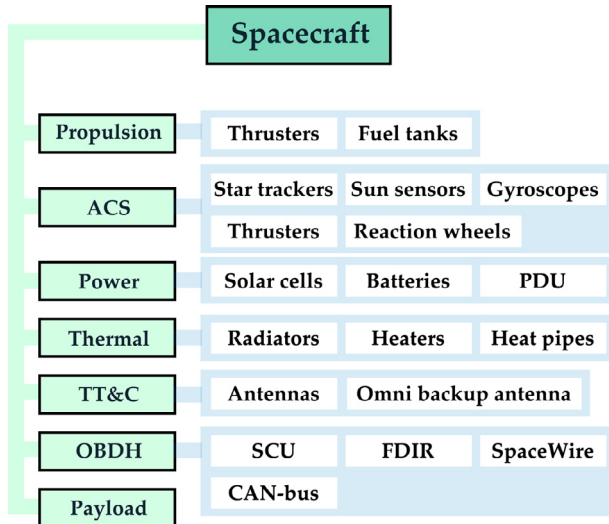 Spacecraft
Propulsion Thrusters Fuel tanks
ACS Star trackers Sun sensors Gyroscopes
Thrusters Reaction wheels
Power Solar cells Batteries PDU
Thermal Radiators Heaters Heat pipes
TT&C Antennas Omni backup antenna
OBDH SCU FDIR SpaceWire
CAN-bus
Payload